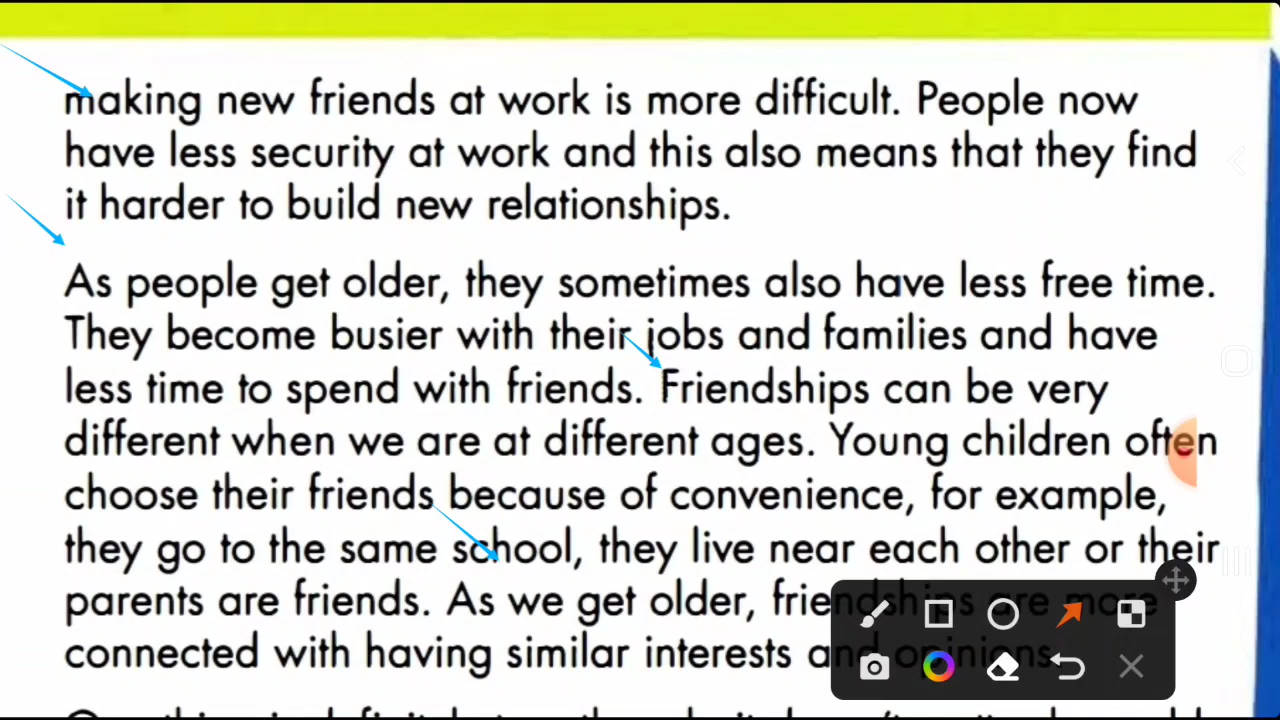 making new friends at work is more difficult. People now
have less security at work and this also means that they find
it harder to build new relationships.
As people get older, they sometimes also have less free time.
They become busier with their jobs and families and have
less time to spend with friends. Friendships can be very
different when we are at different ages. Young children often
choose their friends because of convenience, for example,
they go to the same school, they live near each other or their
parents are friends. As we get older, friendships are more
connected with having similar interests and opinions.